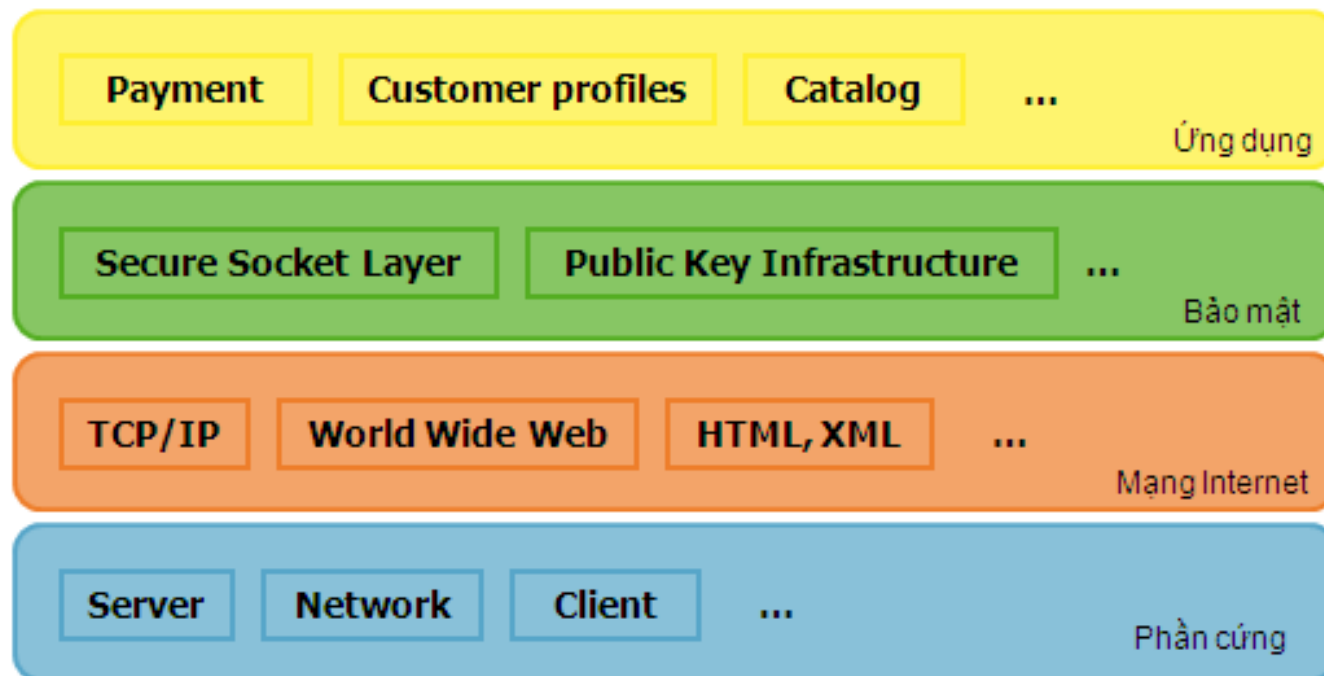 Payment Customer profiles Catalog ...
Ứng dụng
Secure Socket Layer Public Key Infrastructure ...
Bảo mật
TCP/IP World Wide Web HTML, XML ...
Mạng Internet
Server Network Client ...
Phần cứng